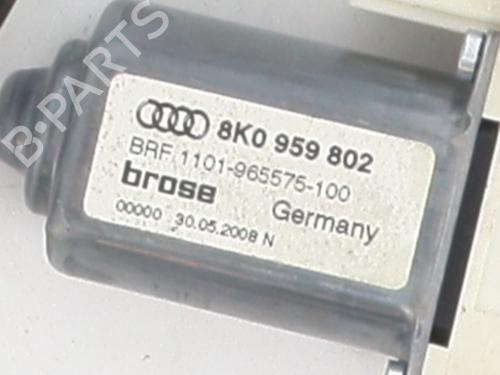 B-PARTS
8K0 959 802
BRF 1101-965575-100
brose
Germany
00000 30.05.2008 N